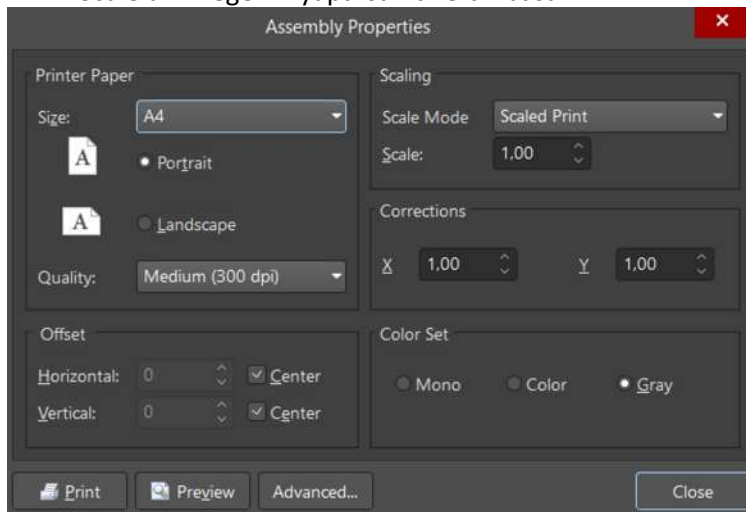 Assembly Properties
Printer Paper
Size: A4
Portrait
Landscape
Quality: Medium (300 dpi)
Scaling
Scale Mode Scaled Print
Scale: 1,00
Corrections
X 1,00 Y 1,00
Offset
Horizontal: 0 Center
Vertical: 0 Center
Color Set
Mono Color Gray
Print Preview Advanced... Close